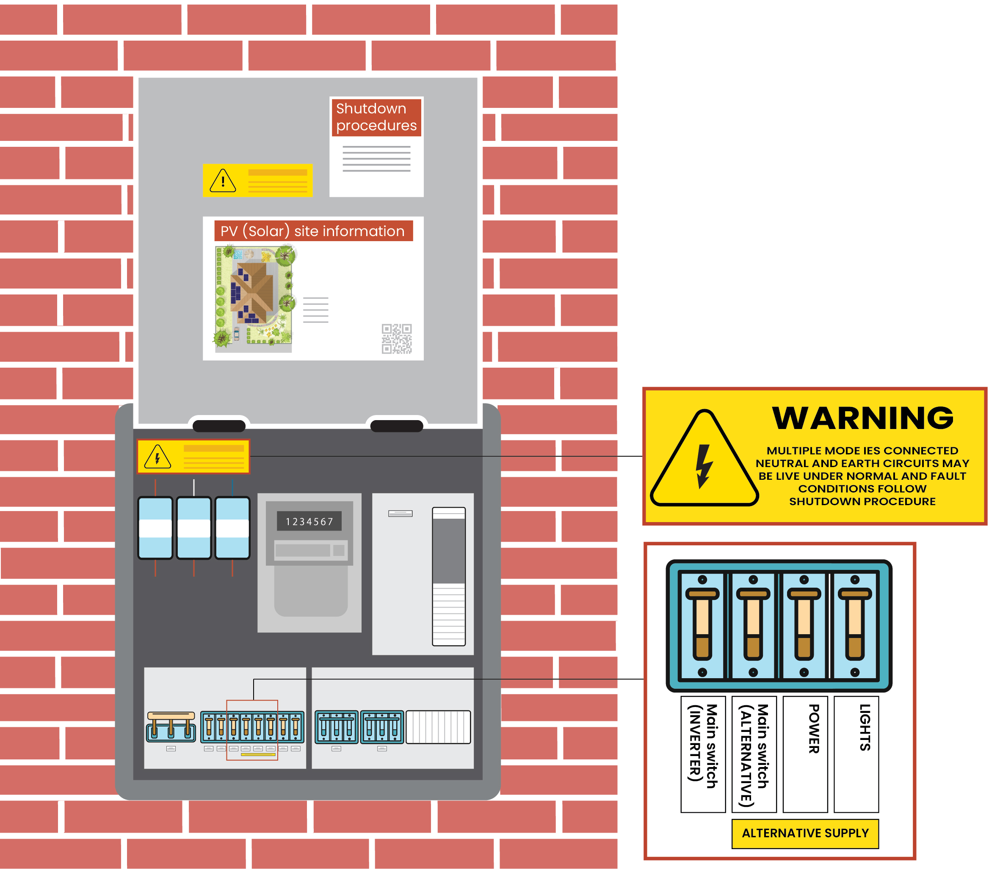 Shutdown
procedures
PV (Solar) site information
1234567
WARNING
MULTIPLE MODE IES CONNECTED
NEUTRAL AND EARTH CIRCUITS MAY
BE LIVE UNDER NORMAL AND FAULT
CONDITIONS FOLLOW
SHUTDOWN PROCEDURE
Main switch
(INVERTER)
Main switch
(ALTERNATIVE)
POWER
LIGHTS
ALTERNATIVE SUPPLY